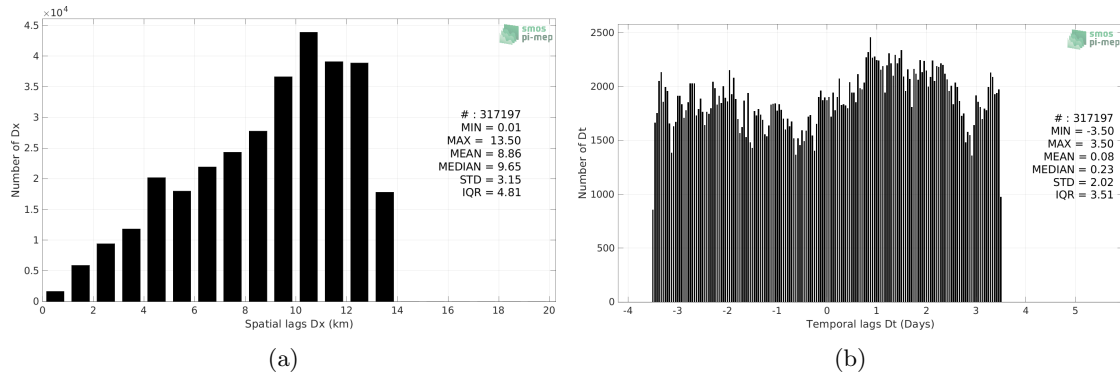 ×10⁴
4.5
4
3.5
3
2.5
2
1.5
1
0.5
0
Number of Dx
0 2 4 6 8 10 12 14 16 18 20
Spatial lags Dx (km)
smos
pi-mep
# : 317197
MIN = 0.01
MAX = 13.50
MEAN = 8.86
MEDIAN = 9.65
STD = 3.15
IQR = 4.81
(a)
2500
2000
1500
1000
500
0
Number of Dt
-4 -3 -2 -1 0 1 2 3 4 5
Temporal lags Dt (Days)
smos
pi-mep
# : 317197
MIN = -3.50
MAX = 3.50
MEAN = 0.08
MEDIAN = 0.23
STD = 2.02
IQR = 3.51
(b)